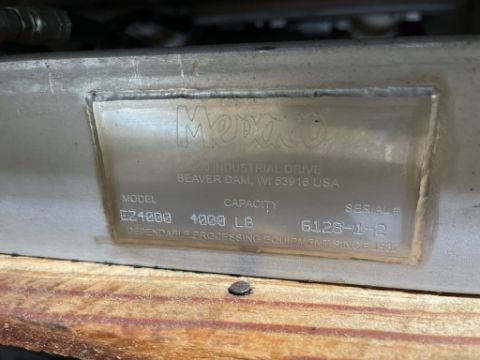 Mepaco
INDUSTRIAL DRIVE
BEAVER DAM, WI 53916 USA
MODEL CAPACITY SERIAL #
EZ4000 4000 LB 6128-1-2
DEPENDABLE PROCESSING EQUIPMENT SINCE